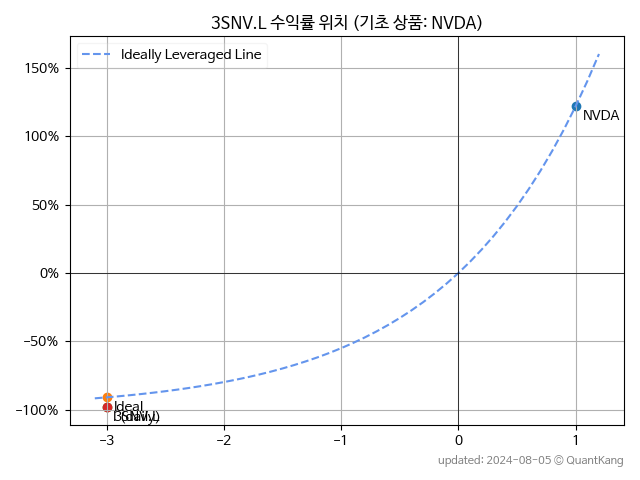 3SNV.L 수익률 위치 (기초 상품: NVDA)
Ideally Leveraged Line
150%
100%
50%
0%
−50%
−100%
NVDA
Ideal
−3
−2
−1
0
1
updated: 2024-08-05 © QuantKang